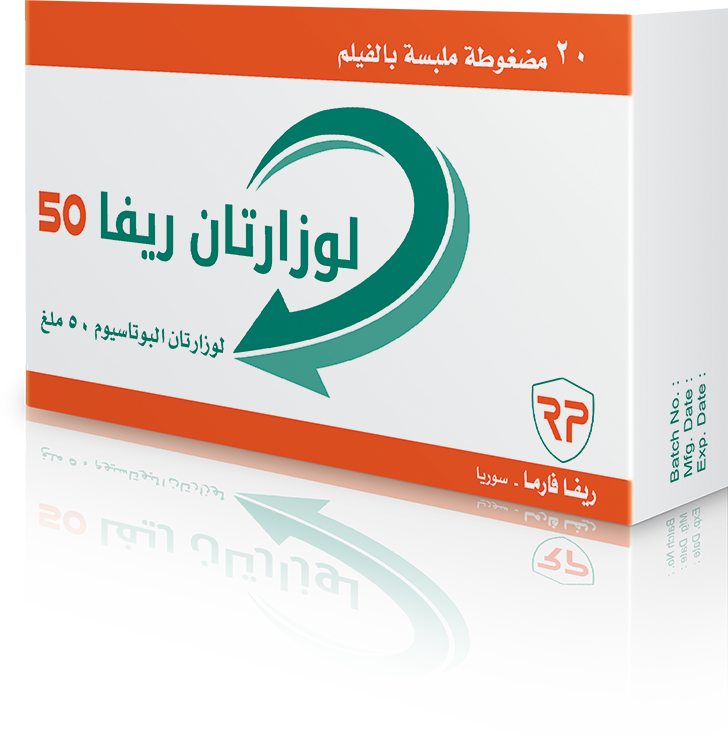 ٢٠ مضغوطة ملبسة بالفيلم
لوزارتان ريفا 50
لوزارتان البوتاسيوم ٥٠ ملغ
RP
ريفا فارما - سوريا
Batch No. :
Mfg. Date :
Exp. Date :